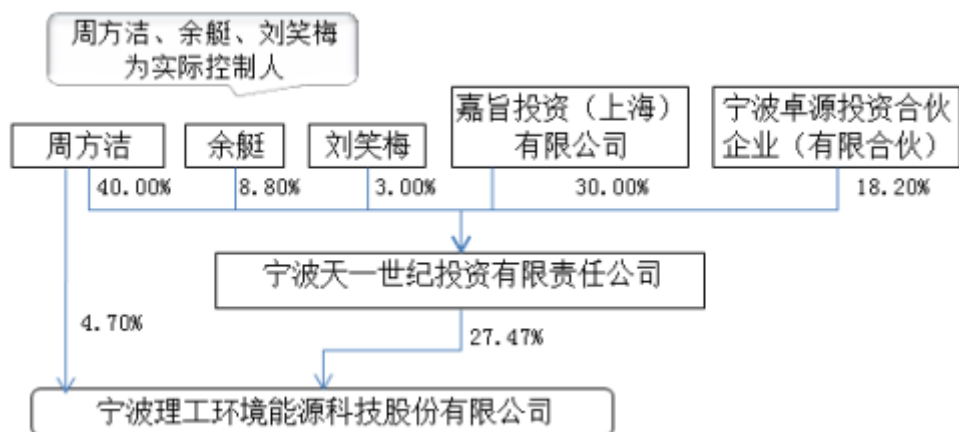 周方洁、余艇、刘笑梅
为实际控制人
周方洁
余艇
刘笑梅
嘉旨投资（上海）
有限公司
宁波卓源投资合伙
企业（有限合伙）
40.00%
8.80%
3.00%
30.00%
18.20%
宁波天一世纪投资有限责任公司
4.70%
27.47%
宁波理工环境能源科技股份有限公司